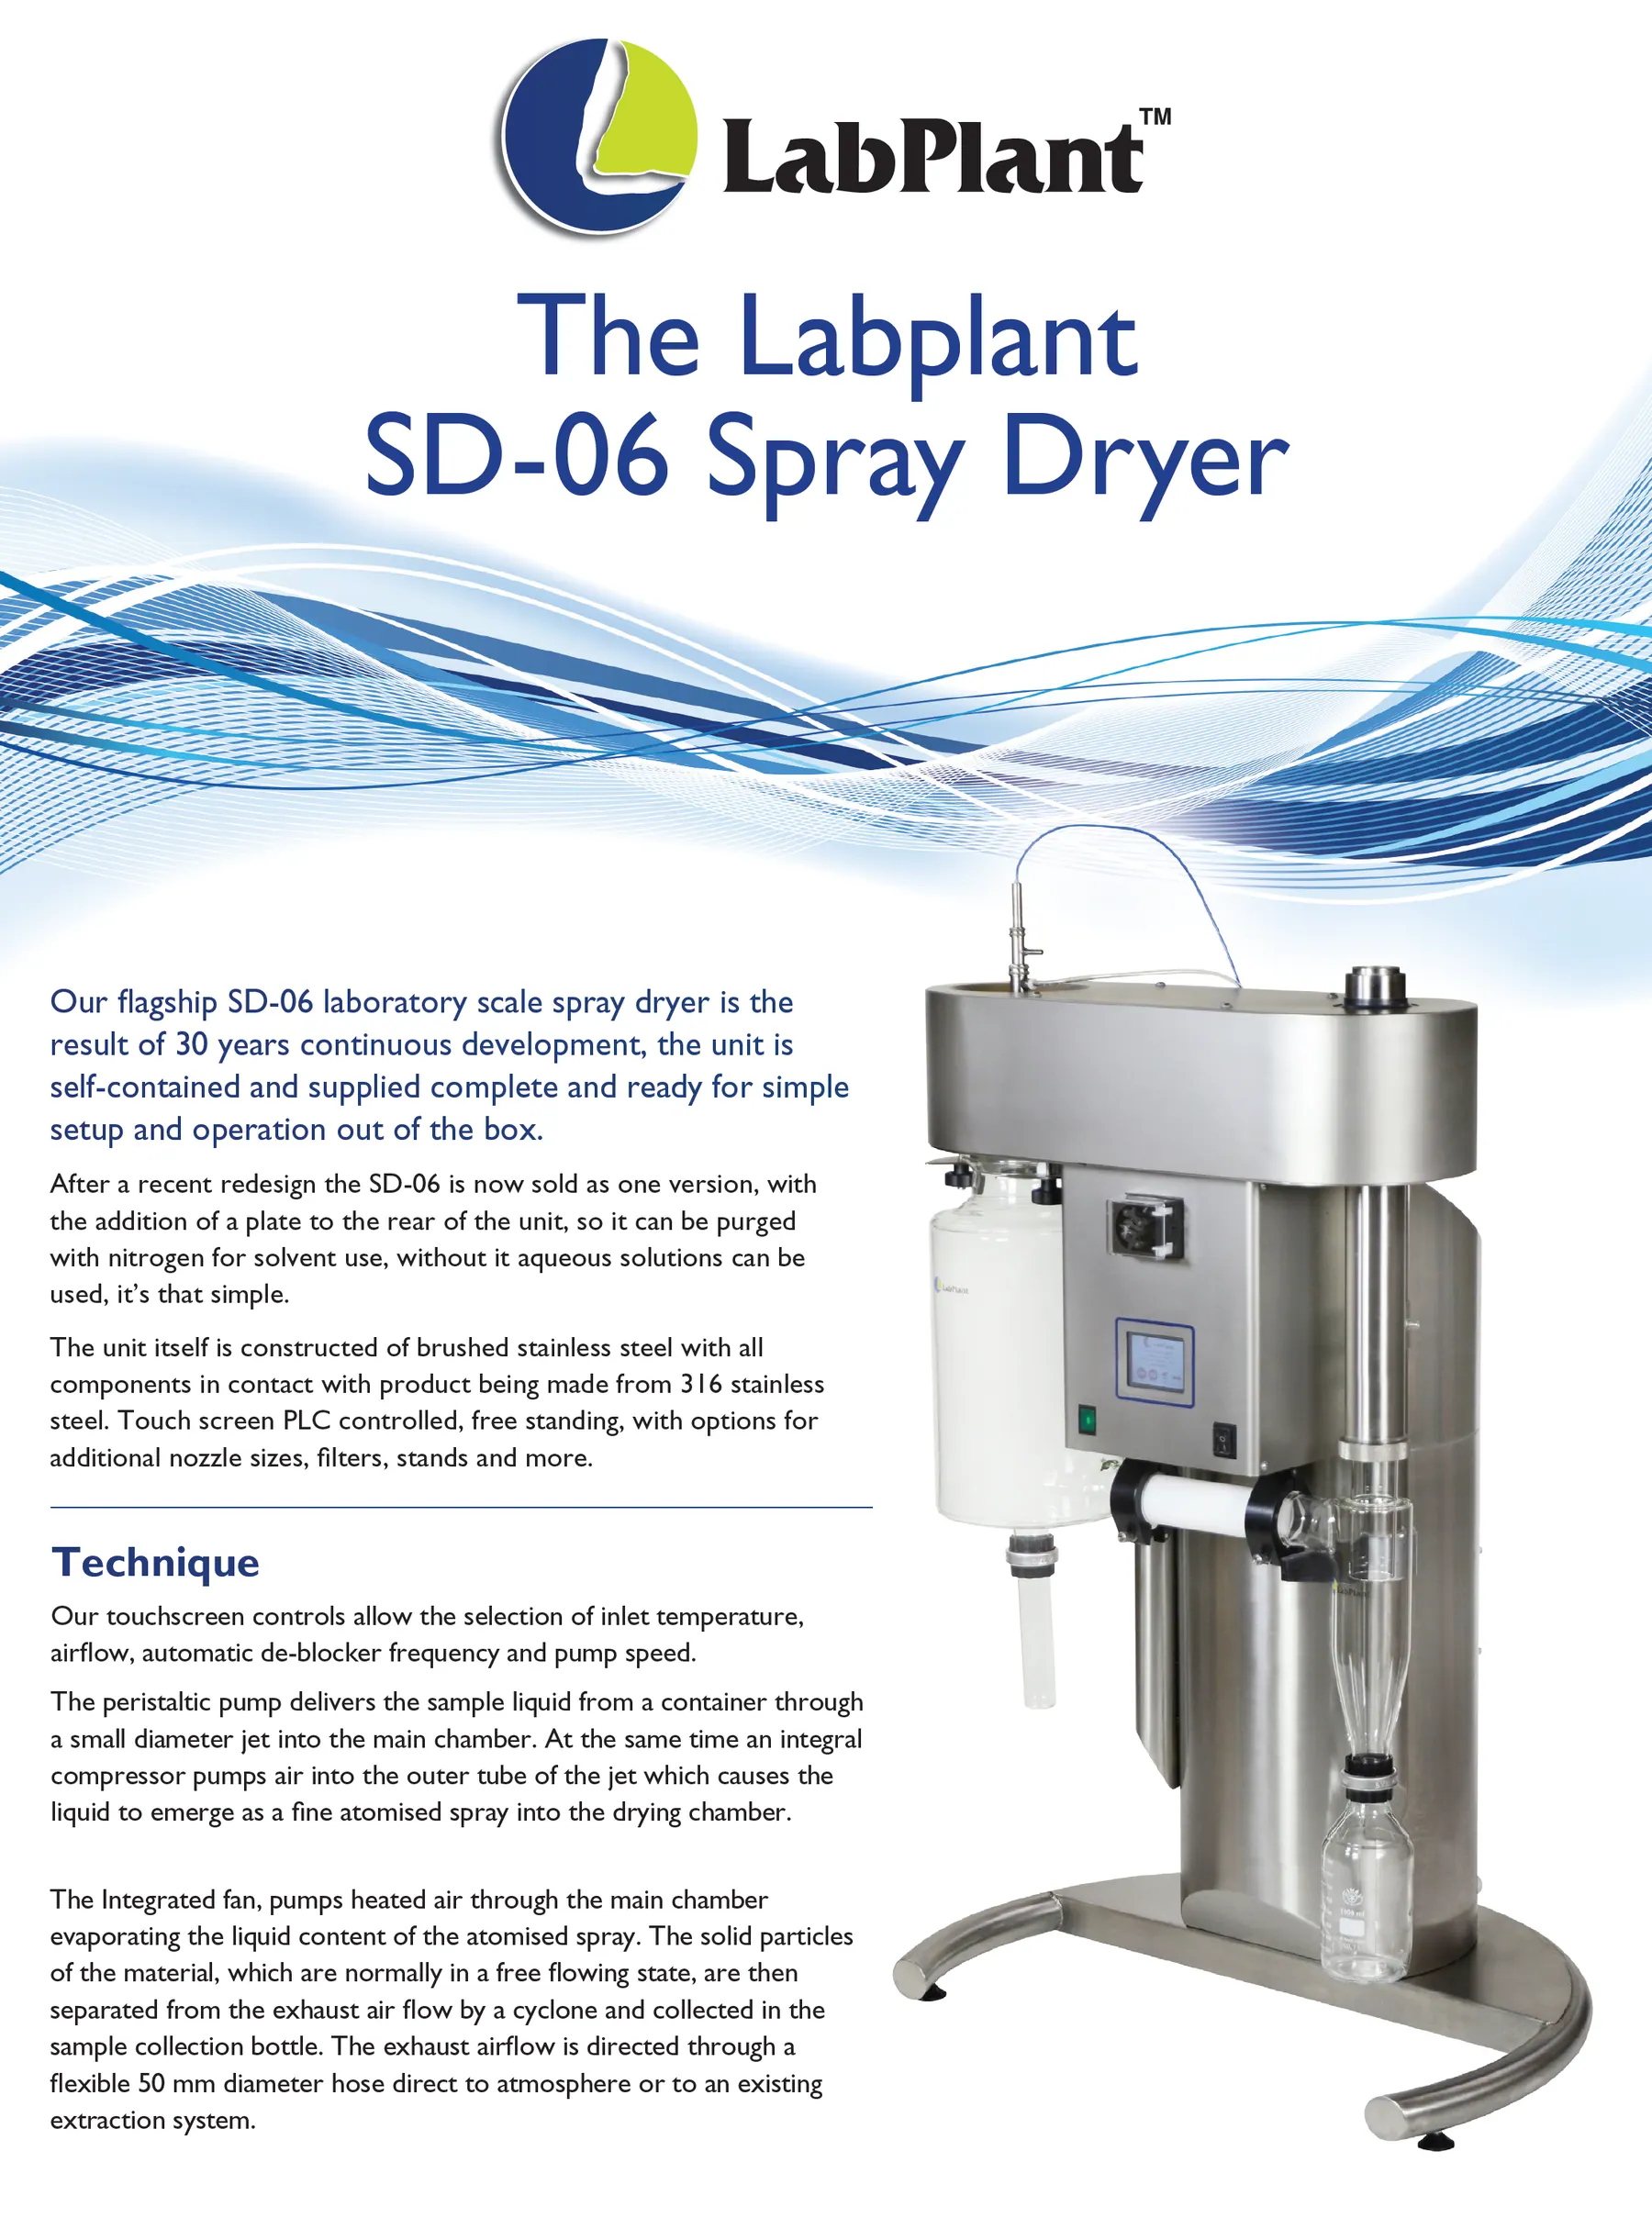 LabPlant™
The Labplant
SD-06 Spray Dryer
Our flagship SD-06 laboratory scale spray dryer is the
result of 30 years continuous development, the unit is
self-contained and supplied complete and ready for simple
setup and operation out of the box.
After a recent redesign the SD-06 is now sold as one version, with
the addition of a plate to the rear of the unit, so it can be purged
with nitrogen for solvent use, without it aqueous solutions can be
used, it's that simple.
The unit itself is constructed of brushed stainless steel with all
components in contact with product being made from 316 stainless
steel. Touch screen PLC controlled, free standing, with options for
additional nozzle sizes, filters, stands and more.
Technique
Our touchscreen controls allow the selection of inlet temperature,
airflow, automatic de-blocker frequency and pump speed.
The peristaltic pump delivers the sample liquid from a container through
a small diameter jet into the main chamber. At the same time an integral
compressor pumps air into the outer tube of the jet which causes the
liquid to emerge as a fine atomised spray into the drying chamber.
The Integrated fan, pumps heated air through the main chamber
evaporating the liquid content of the atomised spray. The solid particles
of the material, which are normally in a free flowing state, are then
separated from the exhaust air flow by a cyclone and collected in the
sample collection bottle. The exhaust airflow is directed through a
flexible 50 mm diameter hose direct to atmosphere or to an existing
extraction system.
LabPlant
LabPlant